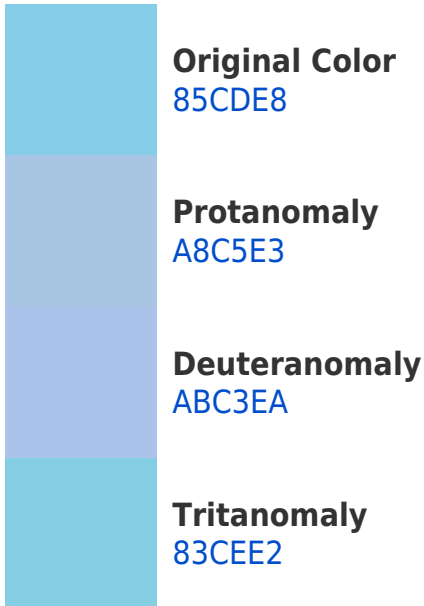 Original Color
85CDE8
Protanomaly
A8C5E3
Deuteranomaly
ABC3EA
Tritanomaly
83CEE2